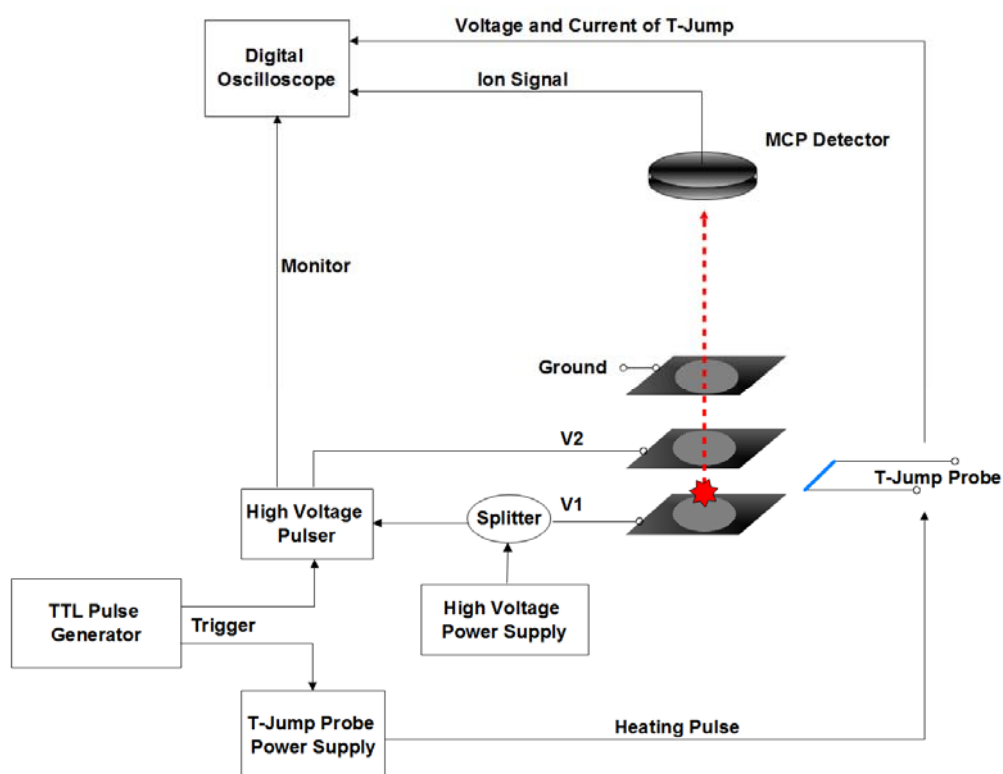 Voltage and Current of T-Jump
Digital
Oscilloscope
Ion Signal
MCP Detector
Monitor
Ground
V2
T-Jump Probe
High Voltage
Pulser
Splitter
V1
TTL Pulse
Generator
Trigger
High Voltage
Power Supply
T-Jump Probe
Power Supply
Heating Pulse